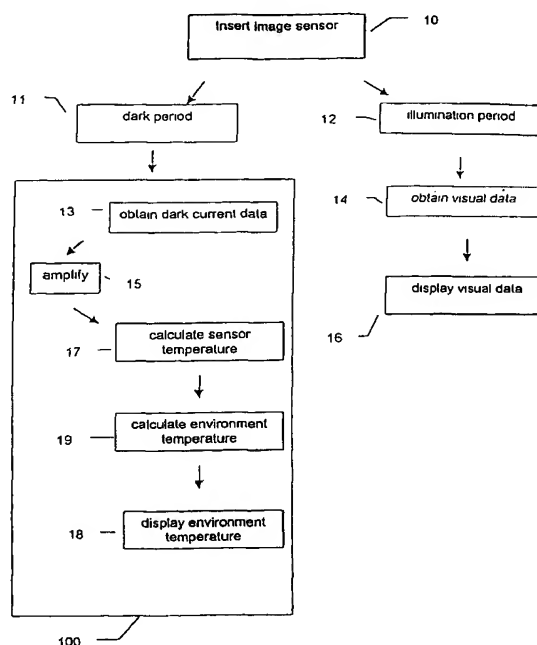 Insert image sensor
10
11
dark period
12
illumination period
13
obtain dark current data
14
obtain visual data
amplify
15
display visual data
16
17
calculate sensor
temperature
19
calculate environment
temperature
18
display environment
temperature
100